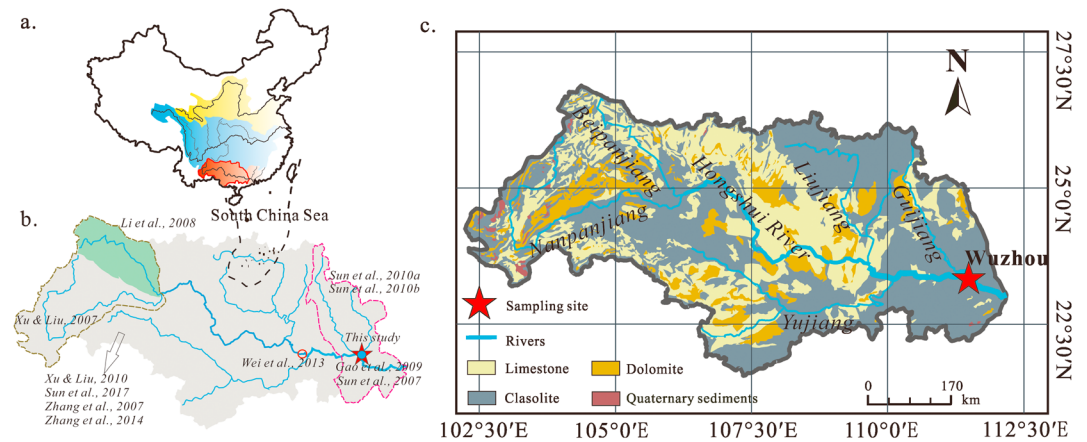 a.
South China Sea
b.
Li et al., 2008
Sun et al., 2010a
Sun et al., 2010b
Xu & Liu, 2007
This study
Wei et al., 2013
Gao et al., 2009
Sun et al., 2007
Xu & Liu, 2010
Sun et al., 2017
Zhang et al., 2007
Zhang et al., 2014
c.
N
27°30'N
25°0'N
22°30'N
Beipanjiang
Nanpanjiang
Hongshui River
Liujiang
Guijiang
Wuzhou
Yujiang
Sampling site
Rivers
Limestone
Dolomite
Clasolite
Quaternary sediments
0 170
km
102°30'E 105°0'E 107°30'E 110°0'E 112°30'E